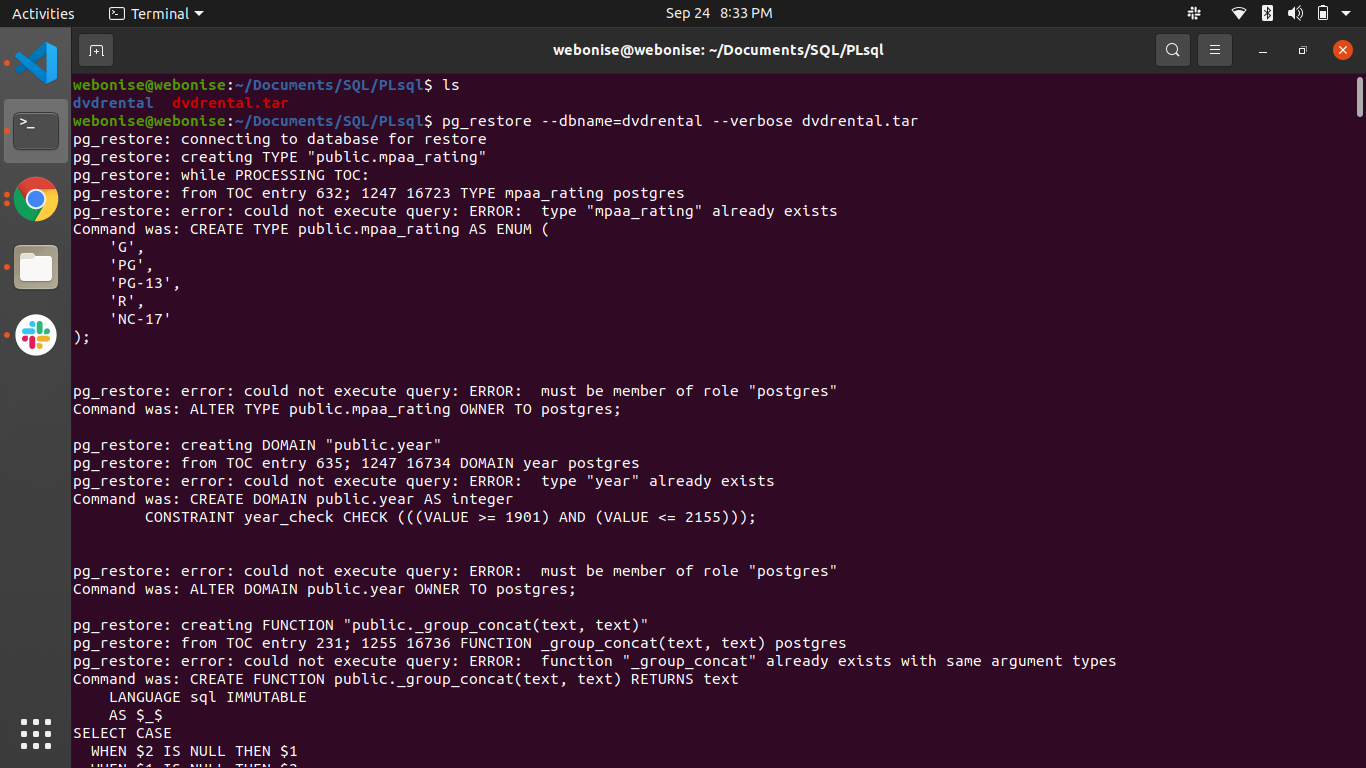 Activities
Terminal
Sep 24 8:33 PM
webonise@webonise: ~/Documents/SQL/PLsql
webonise@webonise:~/Documents/SQL/PLsql$ ls
dvdrental  dvdrental.tar
webonise@webonise:~/Documents/SQL/PLsql$ pg_restore --dbname=dvdrental --verbose dvdrental.tar
pg_restore: connecting to database for restore
pg_restore: creating TYPE "public.mpaa_rating"
pg_restore: while PROCESSING TOC:
pg_restore: from TOC entry 632; 1247 16723 TYPE mpaa_rating postgres
pg_restore: error: could not execute query: ERROR:  type "mpaa_rating" already exists
Command was: CREATE TYPE public.mpaa_rating AS ENUM (
    'G',
    'PG',
    'PG-13',
    'R',
    'NC-17'
);
pg_restore: error: could not execute query: ERROR:  must be member of role "postgres"
Command was: ALTER TYPE public.mpaa_rating OWNER TO postgres;
pg_restore: creating DOMAIN "public.year"
pg_restore: from TOC entry 635; 1247 16734 DOMAIN year postgres
pg_restore: error: could not execute query: ERROR:  type "year" already exists
Command was: CREATE DOMAIN public.year AS integer
        CONSTRAINT year_check CHECK (((VALUE >= 1901) AND (VALUE <= 2155)));
pg_restore: error: could not execute query: ERROR:  must be member of role "postgres"
Command was: ALTER DOMAIN public.year OWNER TO postgres;
pg_restore: creating FUNCTION "public._group_concat(text, text)"
pg_restore: from TOC entry 231; 1255 16736 FUNCTION _group_concat(text, text) postgres
pg_restore: error: could not execute query: ERROR:  function "_group_concat" already exists with same argument types
Command was: CREATE FUNCTION public._group_concat(text, text) RETURNS text
    LANGUAGE sql IMMUTABLE
    AS $_$
SELECT CASE
  WHEN $2 IS NULL THEN $1
  WHEN $1 IS NULL THEN $2